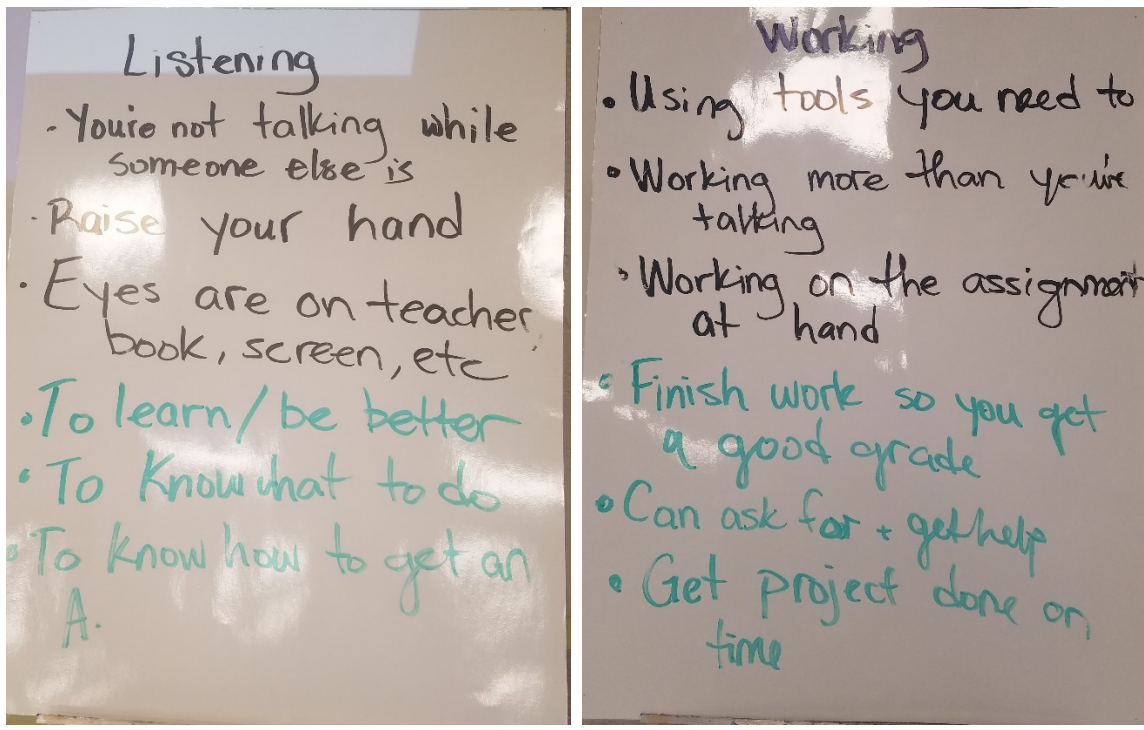 Listening
• You're not talking while
someone else is
• Raise your hand
• Eyes are on teacher,
book, screen, etc
• To learn/be better
• To know what to do
• To know how to get an
A.
Working
• Using tools you need to
• Working more than you're
talking
• Working on the assignment
at hand
• Finish work so you get
a good grade
• Can ask for + get help
• Get project done on
time